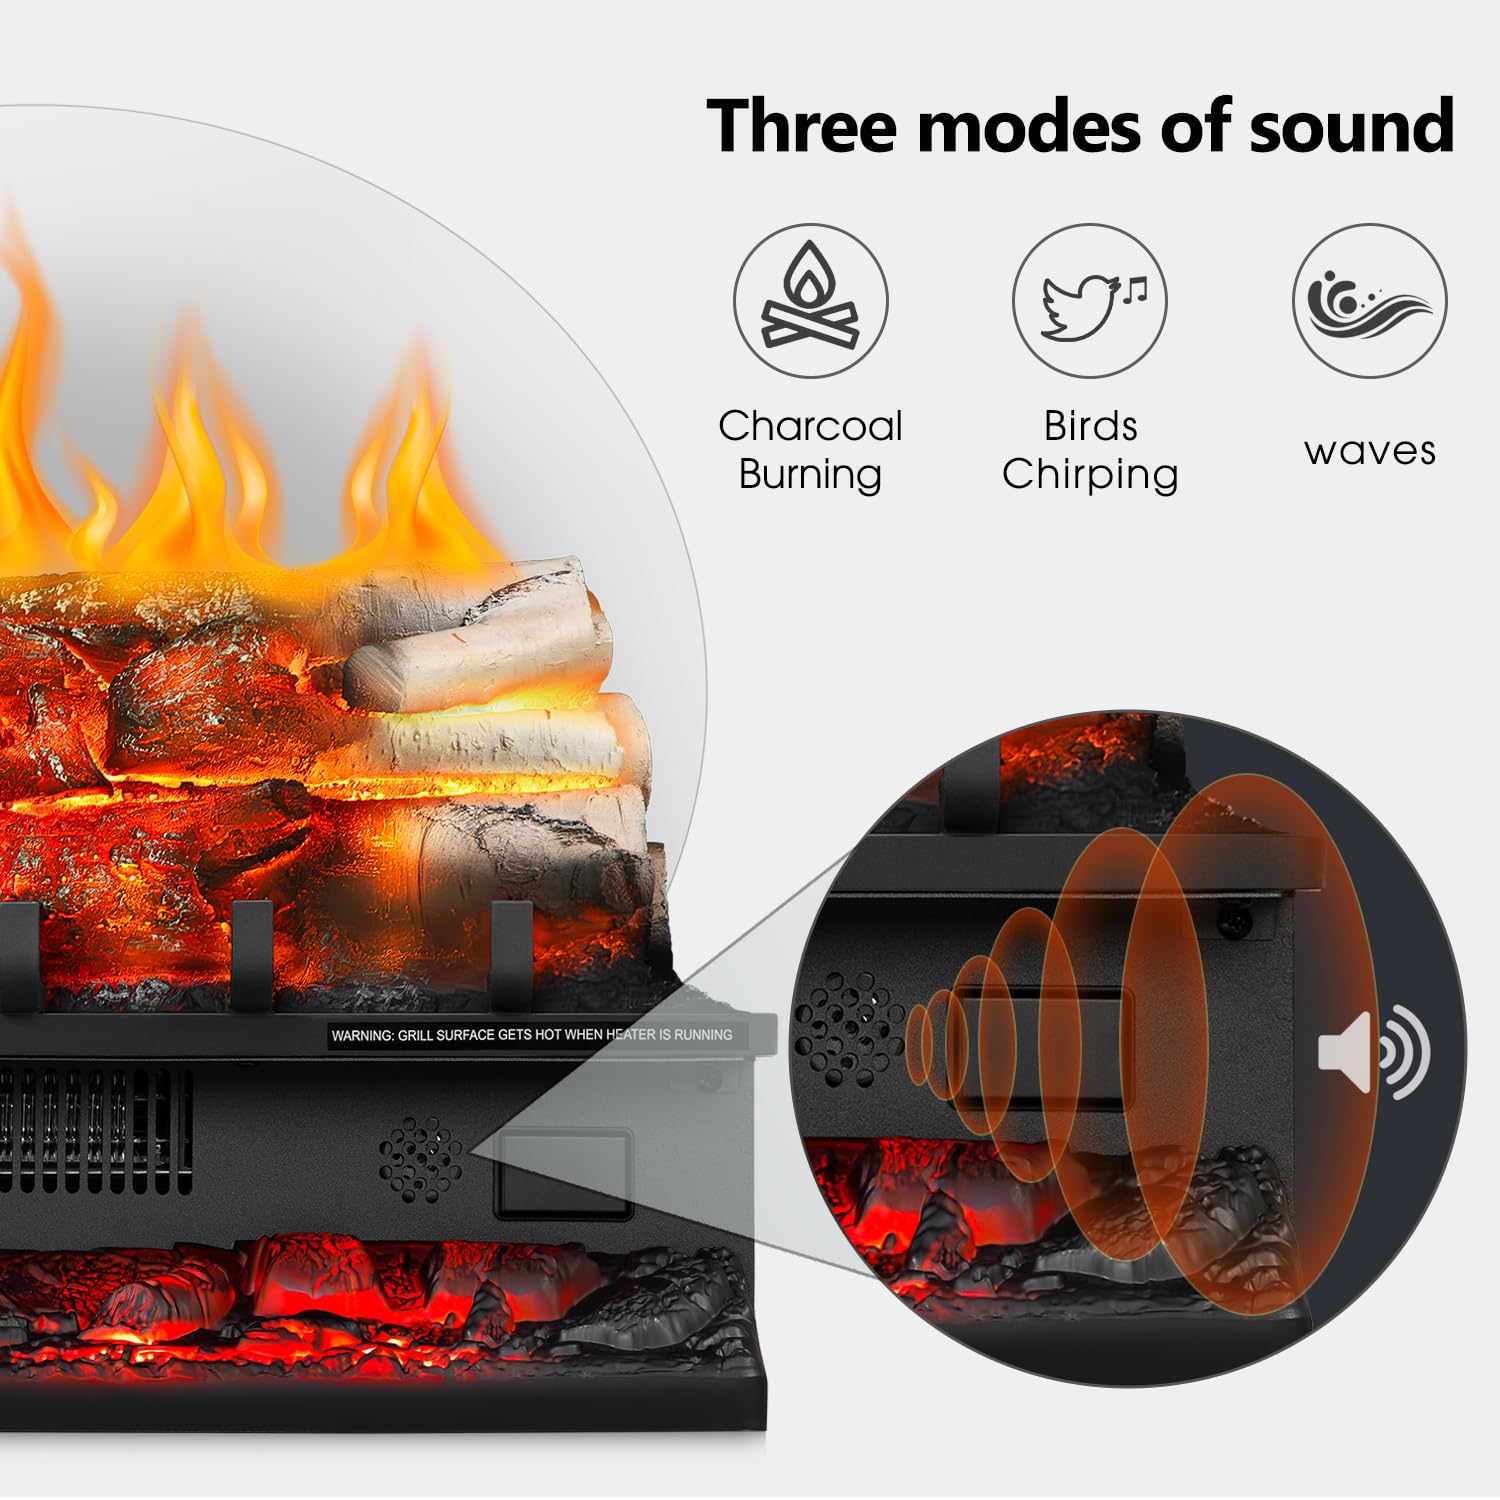 Three modes of sound
Charcoal
Burning
Birds
Chirping
waves
WARNING: GRILL SURFACE GETS HOT WHEN HEATER IS RUNNING